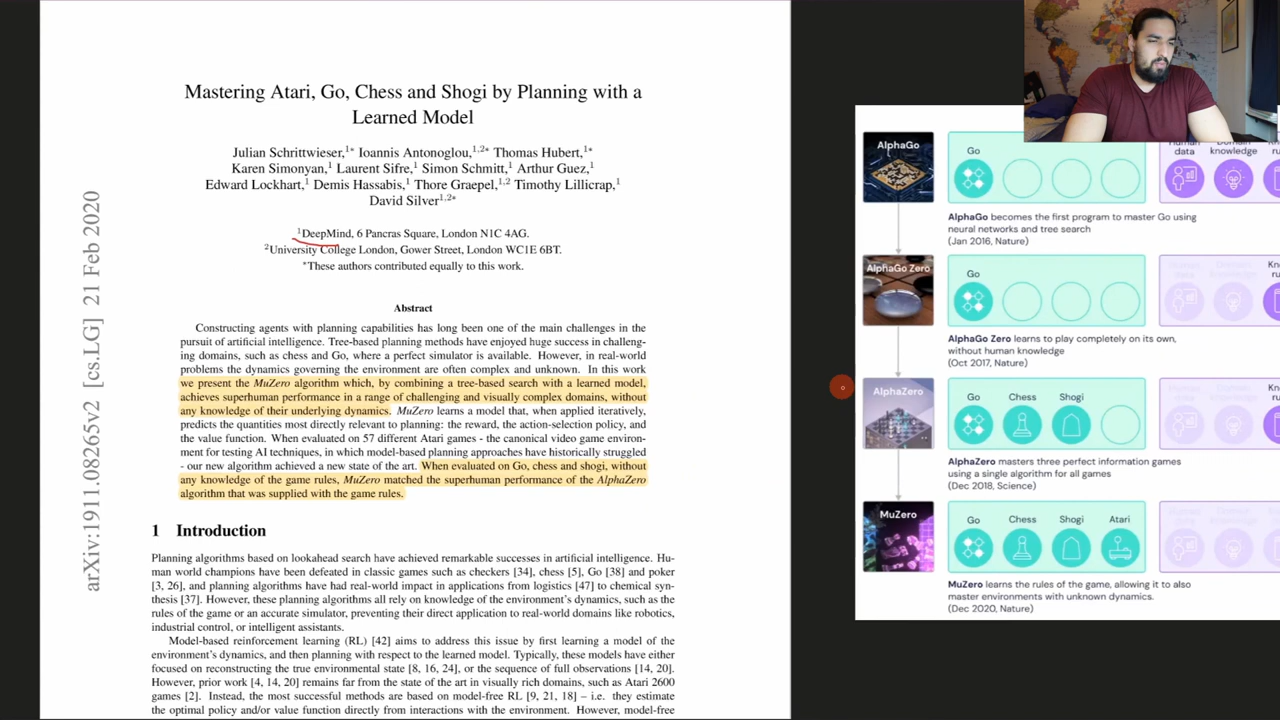 Mastering Atari, Go, Chess and Shogi by Planning with a
Learned Model
Julian Schrittwieser,1* Ioannis Antonoglou,1,2* Thomas Hubert,1*
Karen Simonyan,1 Laurent Sifre,1 Simon Schmitt,1 Arthur Guez,1
Edward Lockhart,1 Demis Hassabis,1 Thore Graepel,1,2 Timothy Lillicrap,1
David Silver1,2*
1DeepMind, 6 Pancras Square, London N1C 4AG.
2University College London, Gower Street, London WC1E 6BT.
*These authors contributed equally to this work.
arXiv:1911.08265v2 [cs.LG] 21 Feb 2020
Abstract
Constructing agents with planning capabilities has long been one of the main challenges in the
pursuit of artificial intelligence. Tree-based planning methods have enjoyed huge success in challeng-
ing domains, such as chess and Go, where a perfect simulator is available. However, in real-world
problems the dynamics governing the environment are often complex and unknown. In this work
we present the MuZero algorithm which, by combining a tree-based search with a learned model,
achieves superhuman performance in a range of challenging and visually complex domains, without
any knowledge of their underlying dynamics. MuZero learns a model that, when applied iteratively,
predicts the quantities most directly relevant to planning: the reward, the action-selection policy, and
the value function. When evaluated on 57 different Atari games - the canonical video game environ-
ment for testing AI techniques, in which model-based planning approaches have historically struggled
- our new algorithm achieved a new state of the art. When evaluated on Go, chess and shogi, without
any knowledge of the game rules, MuZero matched the superhuman performance of the AlphaZero
algorithm that was supplied with the game rules.
1 Introduction
Planning algorithms based on lookahead search have achieved remarkable successes in artificial intelligence. Hu-
man world champions have been defeated in classic games such as checkers [34], chess [5], Go [38] and poker
[3, 26], and planning algorithms have had real-world impact in applications from logistics [47] to chemical syn-
thesis [37]. However, these planning algorithms all rely on knowledge of the environment's dynamics, such as the
rules of the game or an accurate simulator, preventing their direct application to real-world domains like robotics,
industrial control, or intelligent assistants.
Model-based reinforcement learning (RL) [42] aims to address this issue by first learning a model of the
environment's dynamics, and then planning with respect to the learned model. Typically, these models have either
focused on reconstructing the true environmental state [8, 16, 24], or the sequence of full observations [14, 20].
However, prior work [4, 14, 20] remains far from the state of the art in visually rich domains, such as Atari 2600
games [2]. Instead, the most successful methods are based on model-free RL [9, 21, 18] – i.e. they estimate
the optimal policy and/or value function directly from interactions with the environment. However, model-free
AlphaGo
Go
data
knowledge
AlphaGo becomes the first program to master Go using
neural networks and tree search
(Jan 2016, Nature)
AlphaGo Zero
Go
AlphaGo Zero learns to play completely on its own,
without human knowledge
(Oct 2017, Nature)
AlphaZero
Go Chess Shogi
AlphaZero masters three perfect information games
using a single algorithm for all games
(Dec 2018, Science)
MuZero
Go Chess Shogi Atari
MuZero learns the rules of the game, allowing it to also
master environments with unknown dynamics.
(Dec 2020, Nature)